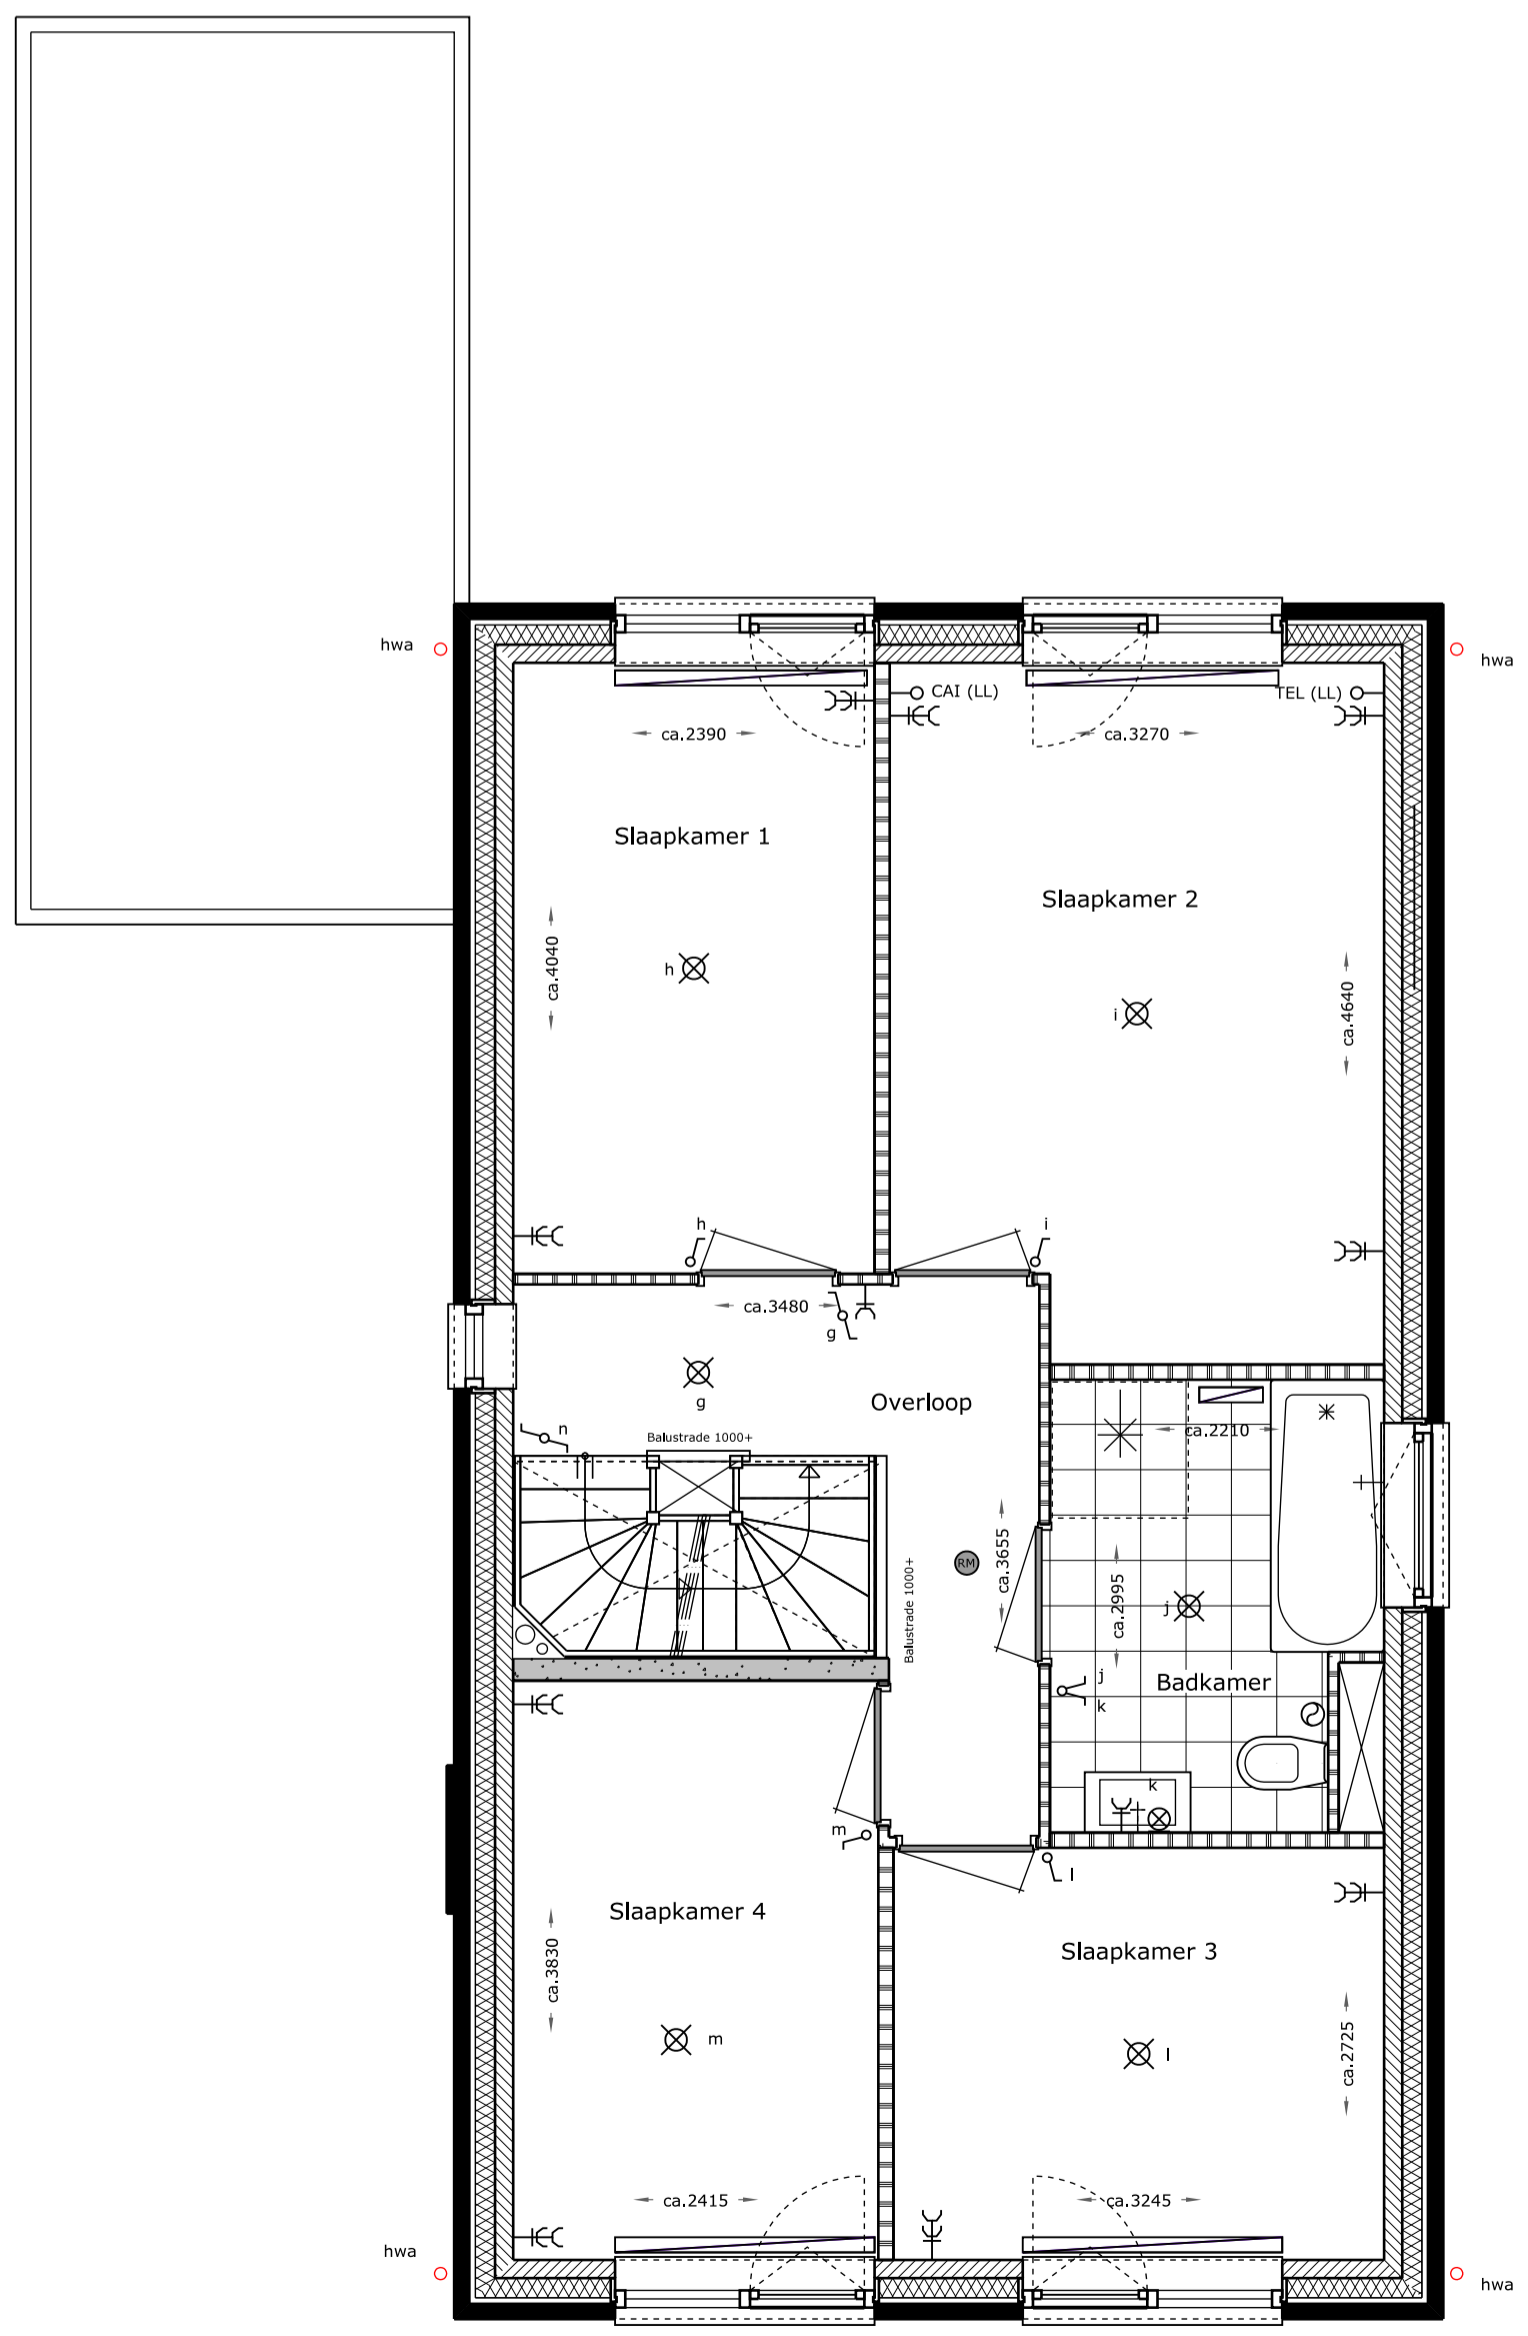 hwa
hwa
CAI (LL)
TEL (LL)
ca.2390
ca.3270
Slaapkamer 1
Slaapkamer 2
ca.4040
h
i
ca.4640
h
i
ca.3480
g
g
Overloop
n
Balustrade 1000+
ca.2210
RM
ca.3655
Balustrade 1000+
ca.2995
j
j
k
Badkamer
k
m
l
Slaapkamer 4
Slaapkamer 3
ca.3830
m
l
ca.2725
ca.2415
ca.3245
hwa
hwa